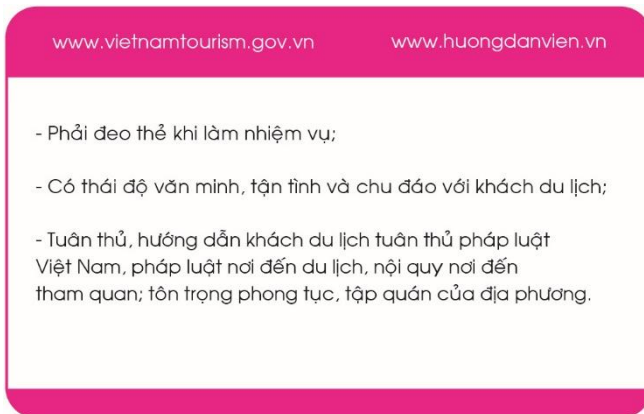 www.vietnamtourism.gov.vn www.huongdanvien.vn
- Phải đeo thẻ khi làm nhiệm vụ;
- Có thái độ văn minh, tận tình và chu đáo với khách du lịch;
- Tuân thủ, hướng dẫn khách du lịch tuân thủ pháp luật
Việt Nam, pháp luật nơi đến du lịch, nội quy nơi đến
tham quan; tôn trọng phong tục, tập quán của địa phương.